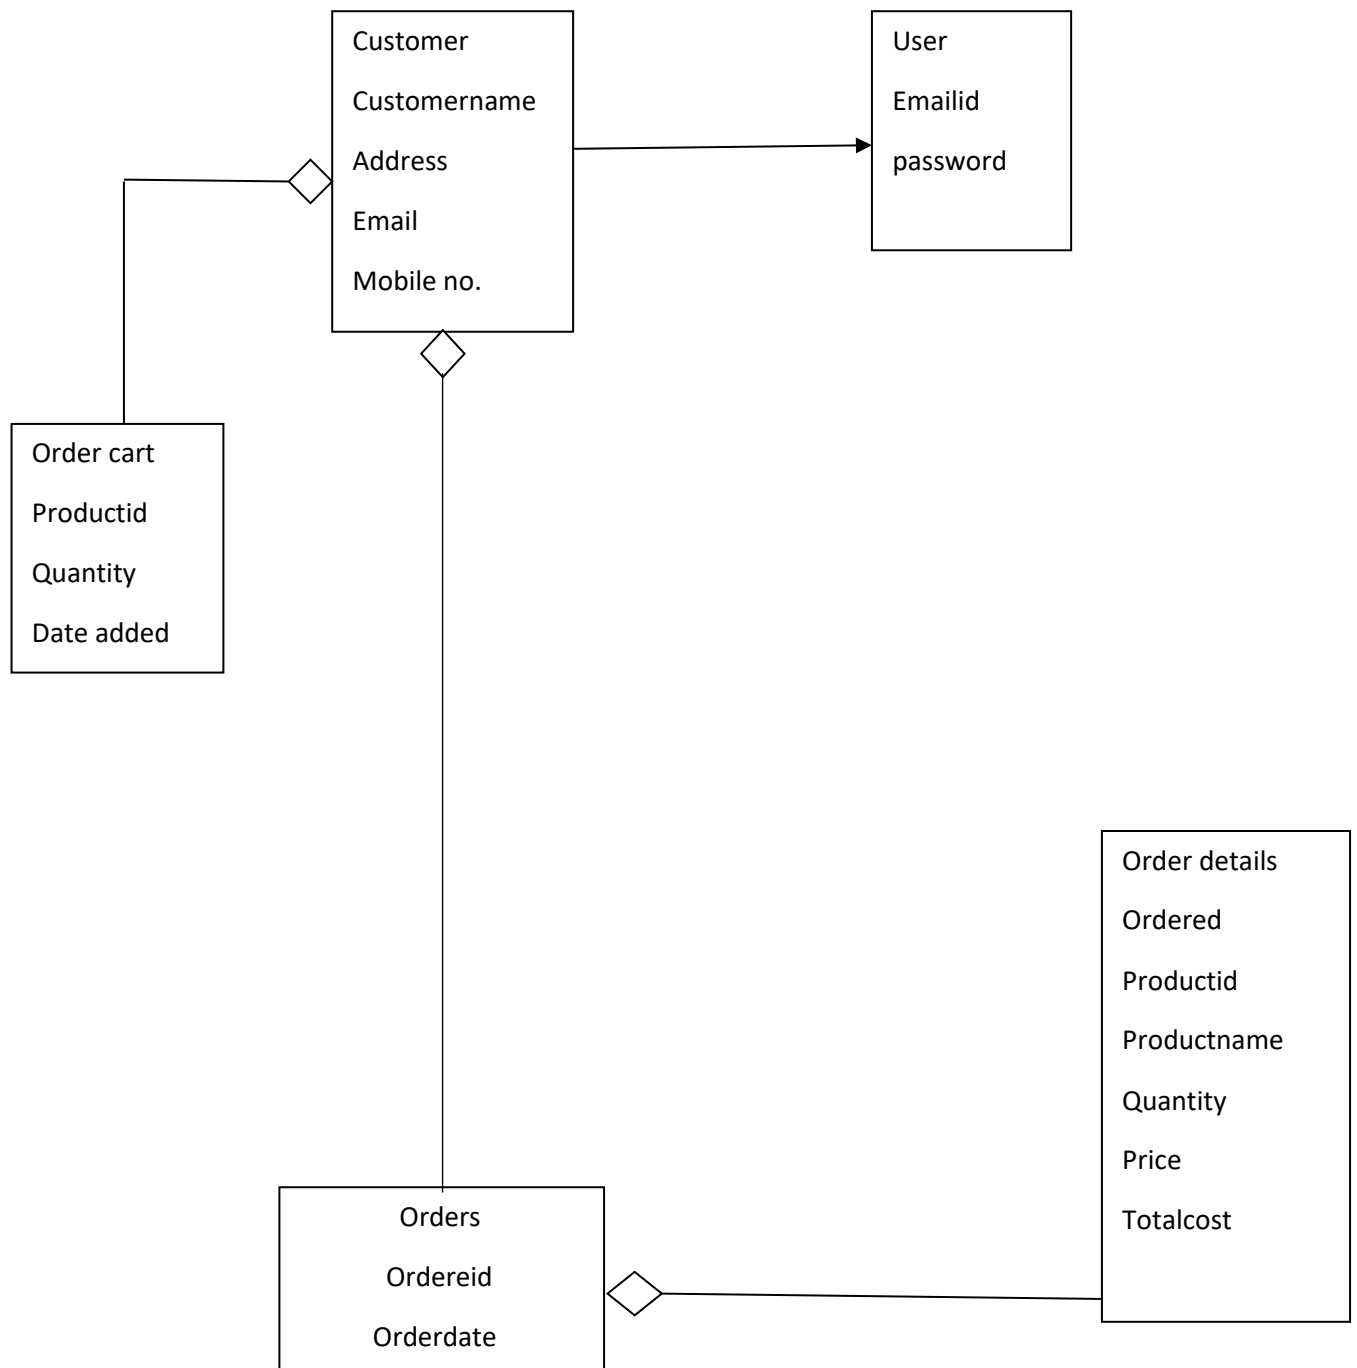 Customer
Customername
Address
Email
Mobile no.
User
Emailid
password
Order cart
Productid
Quantity
Date added
Order details
Ordered
Productid
Productname
Quantity
Price
Totalcost
Orders
Ordereid
Orderdate